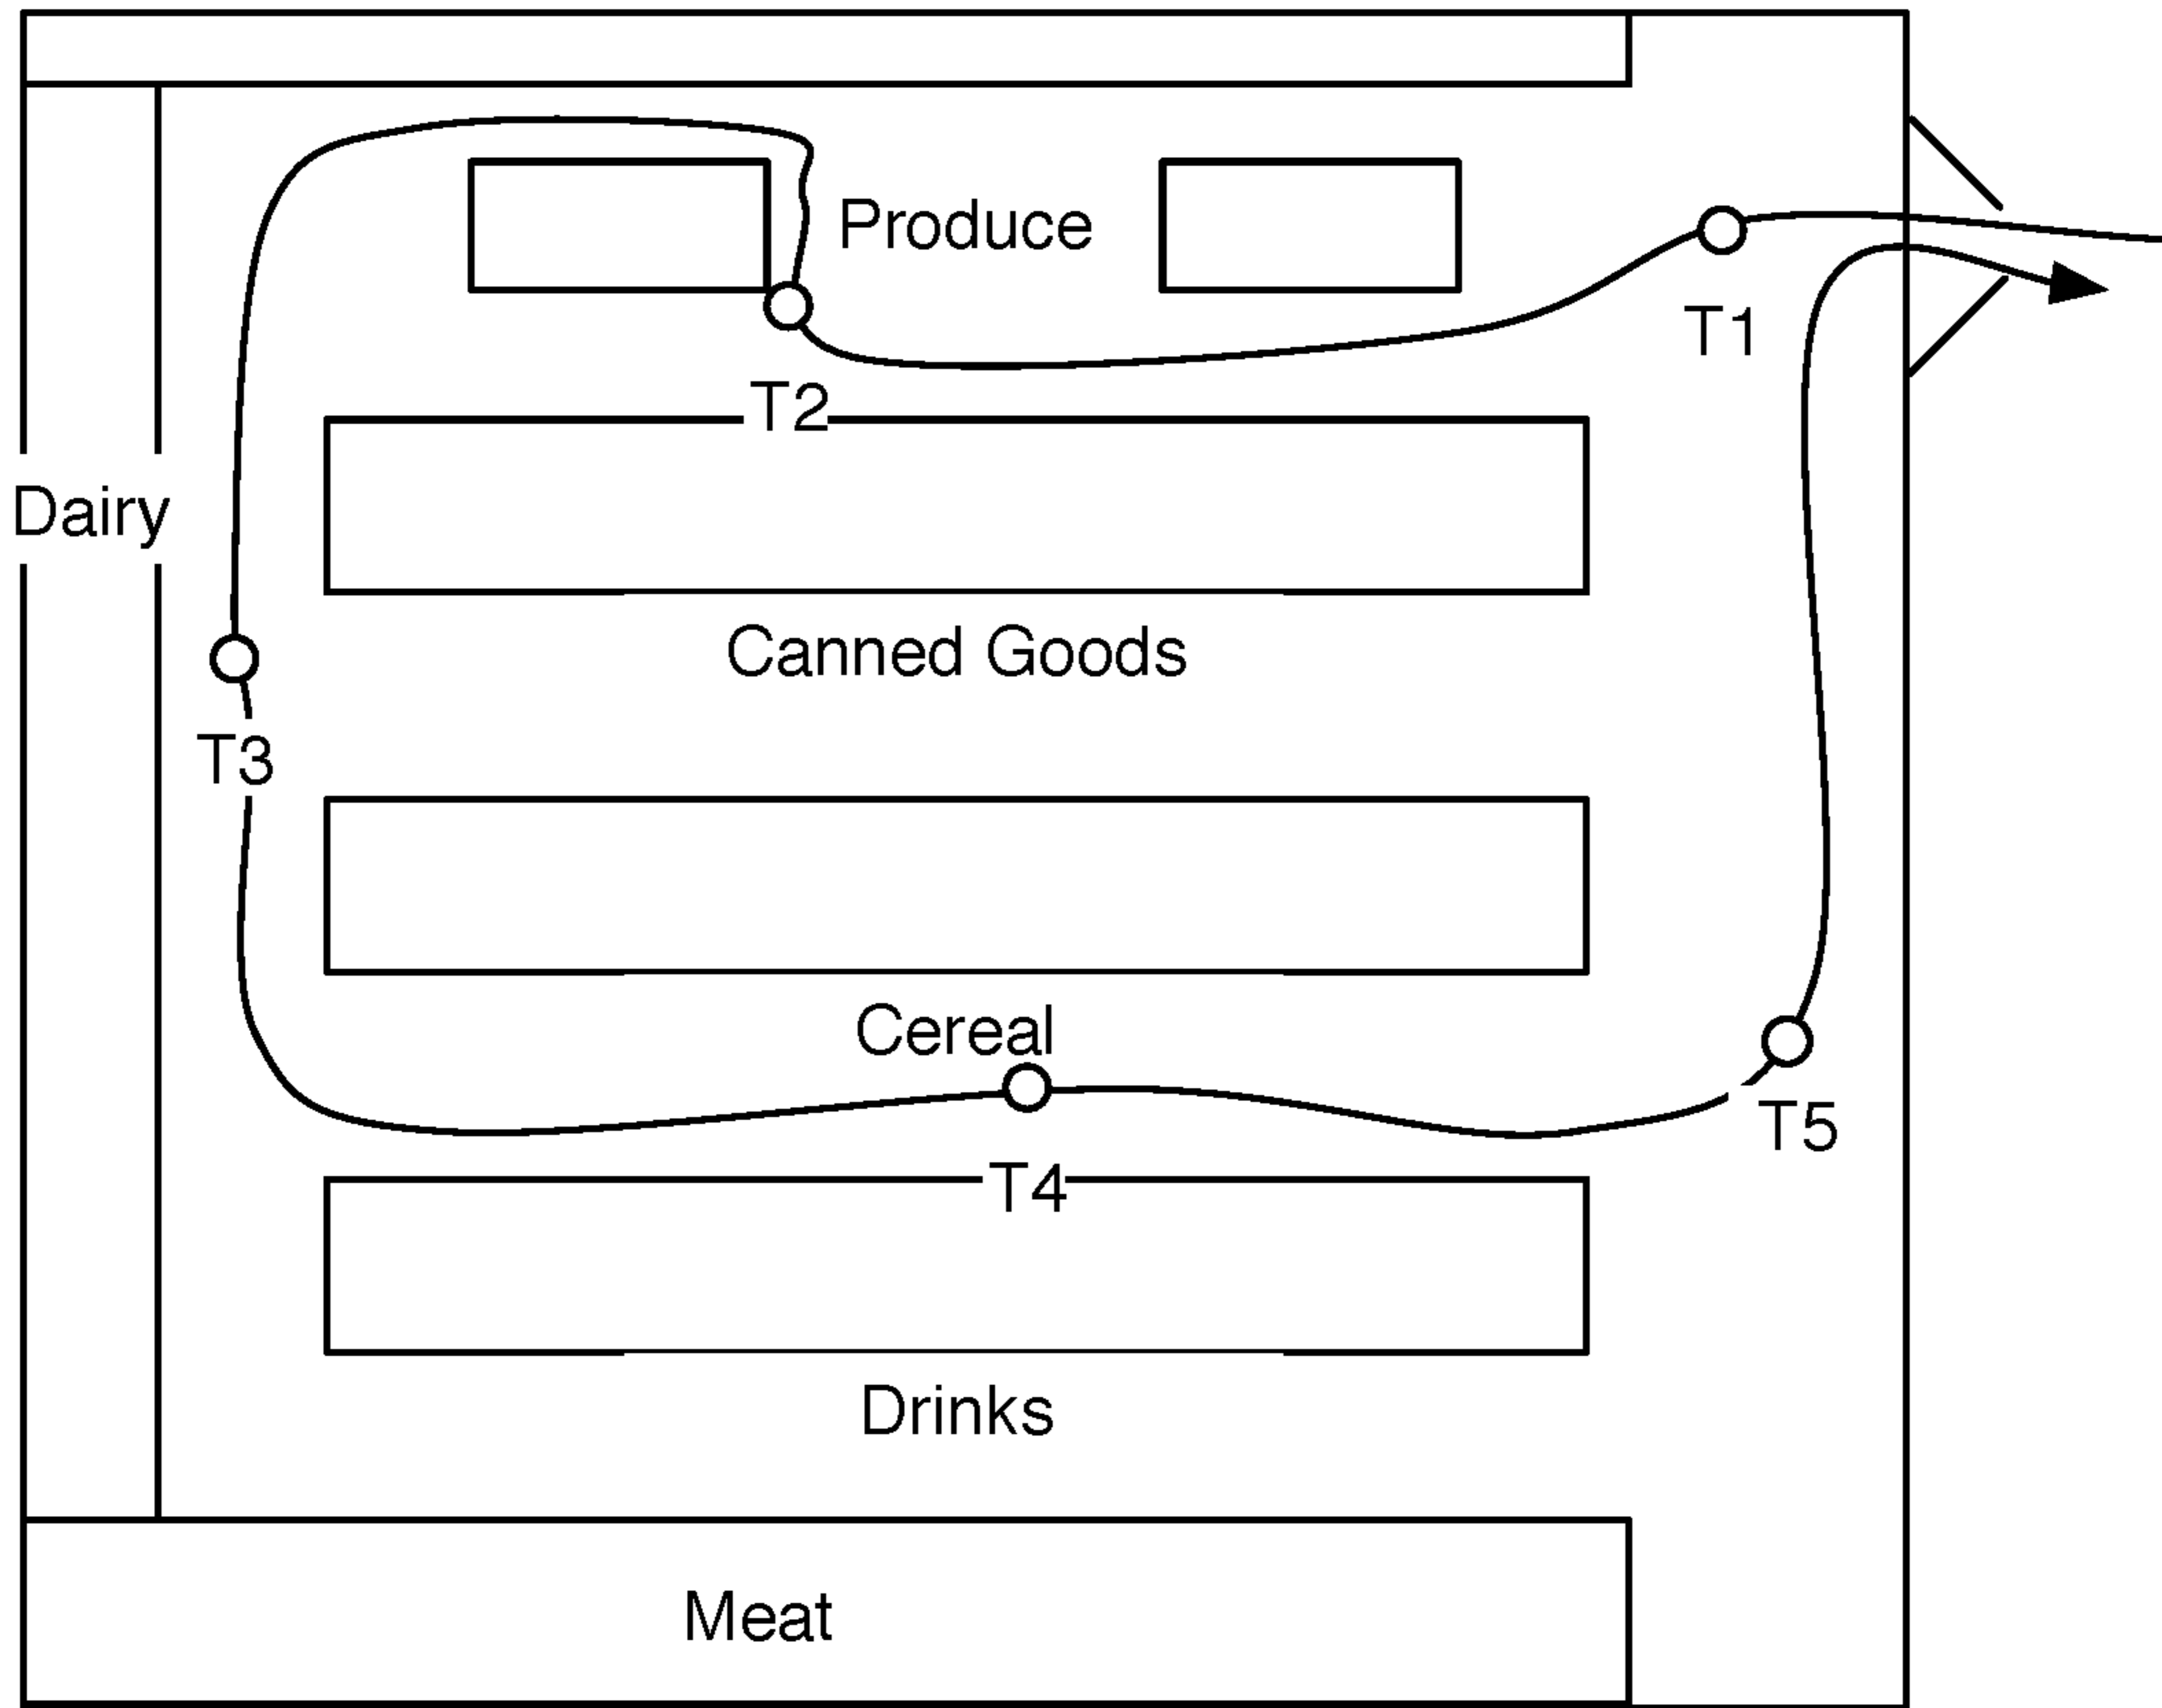 Produce
T1
T2
Dairy
Canned Goods
T3
Cereal
T5
T4
Drinks
Meat